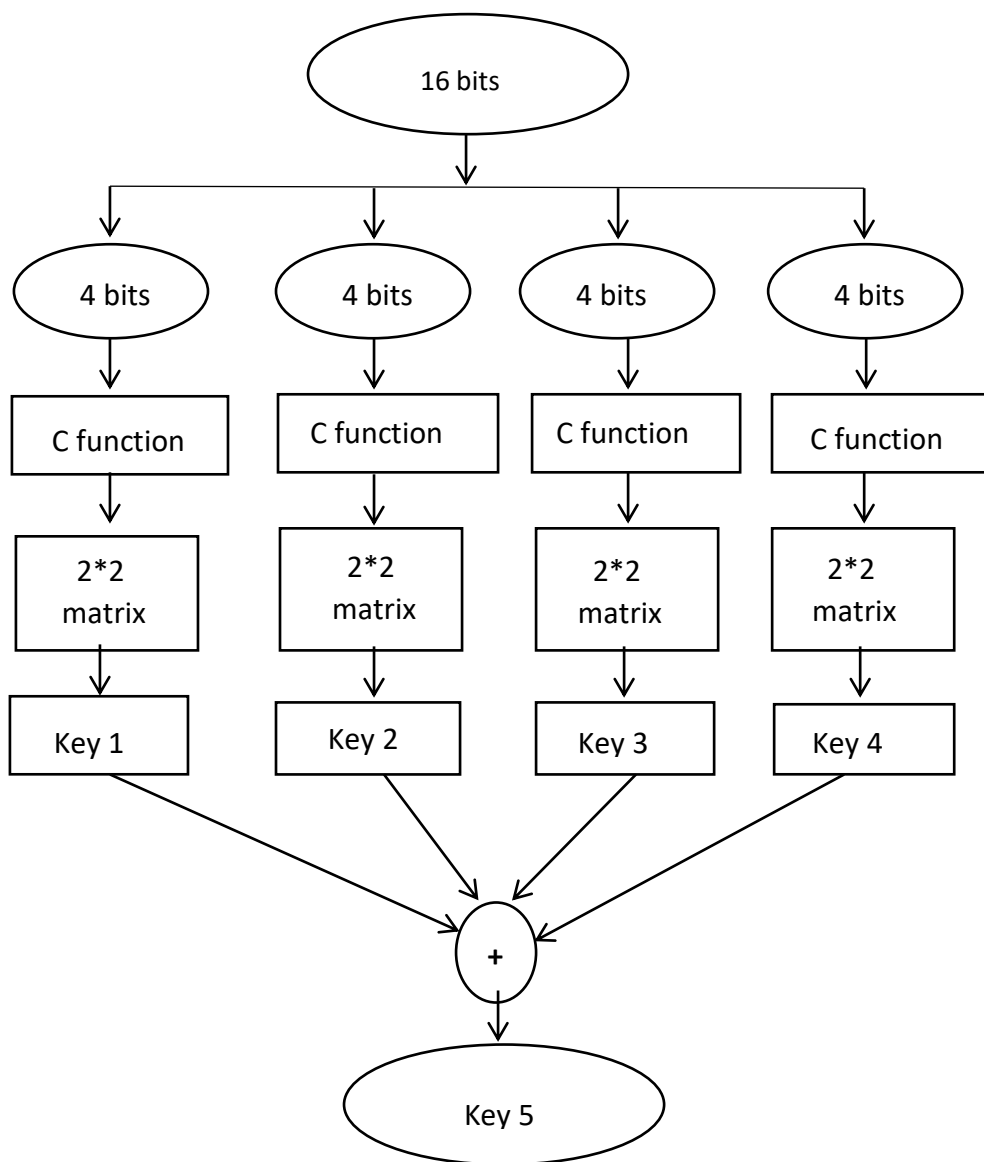 16 bits
4 bits
4 bits
4 bits
4 bits
C function
C function
C function
C function
2*2
matrix
2*2
matrix
2*2
matrix
2*2
matrix
Key 1
Key 2
Key 3
Key 4
+
Key 5